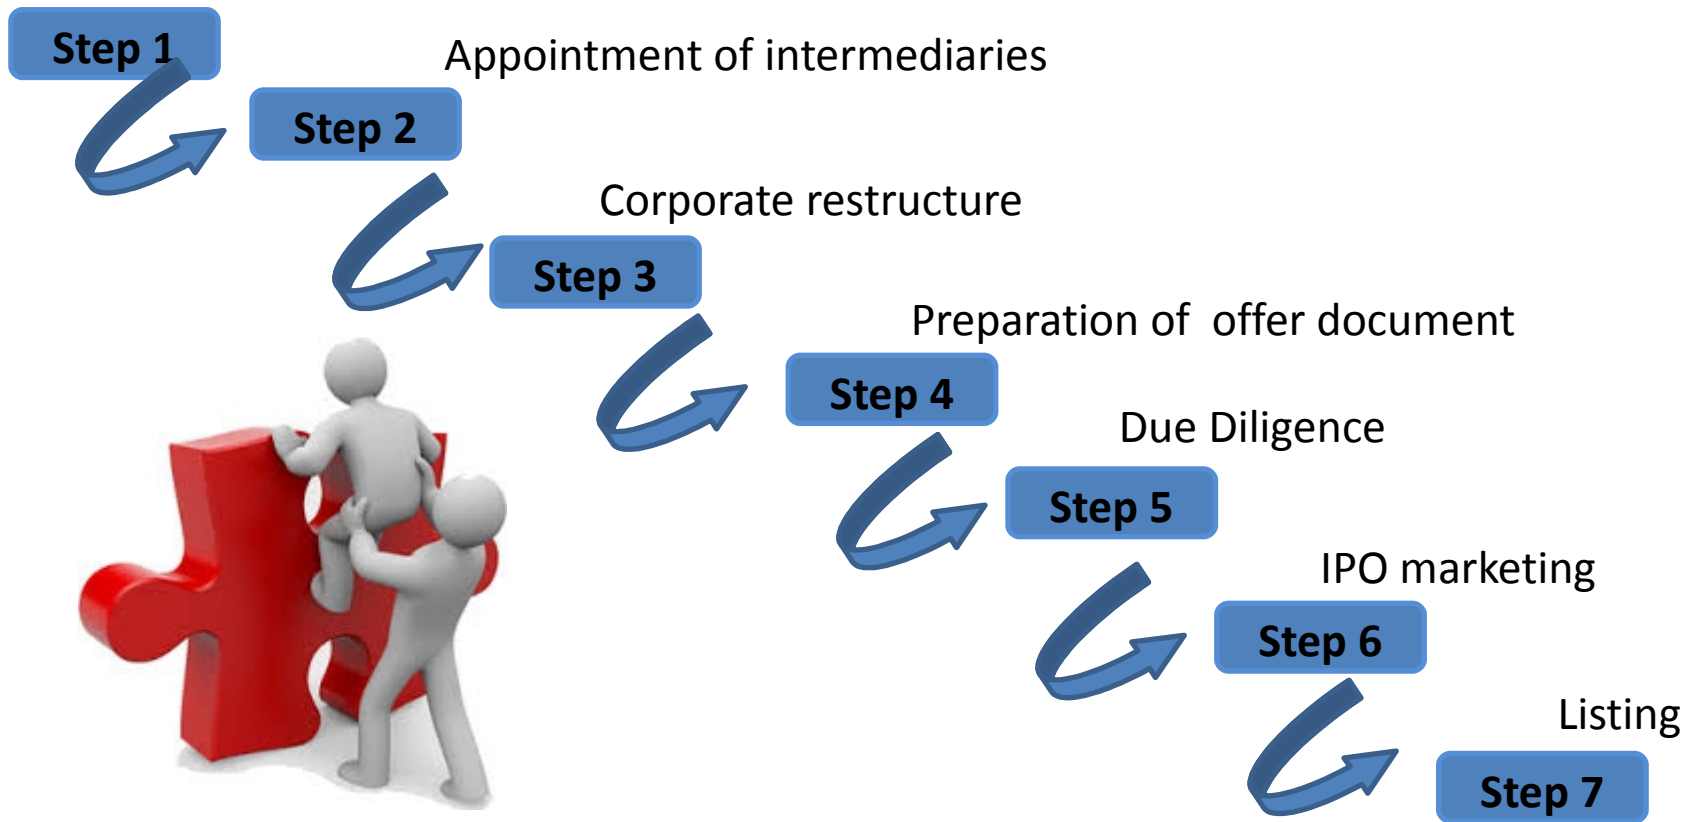 Step 1
Appointment of intermediaries
Step 2
Corporate restructure
Step 3
Preparation of  offer document
Step 4
Due Diligence
Step 5
IPO marketing
Step 6
Listing
Step 7